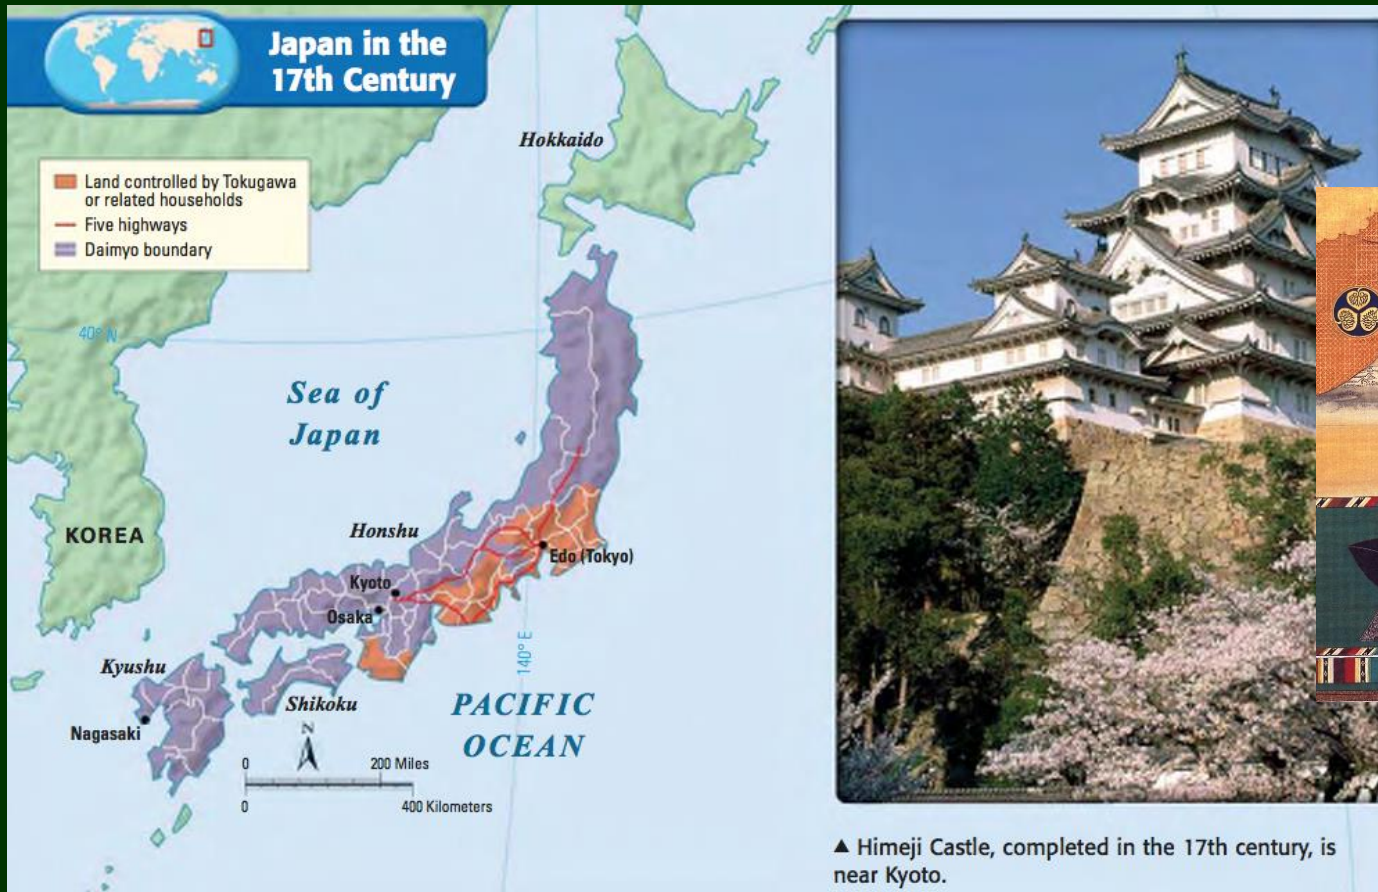 Japan in the
17th Century
Land controlled by Tokugawa
or related households
Five highways
Daimyo boundary
Hokkaido
40° N
Sea of
Japan
KOREA
Honshu
Edo (Tokyo)
Kyoto
Osaka
140° E
Kyushu
Shikoku
Nagasaki
PACIFIC
OCEAN
N
0 200 Miles
0 400 Kilometers
▲ Himeji Castle, completed in the 17th century, is
near Kyoto.